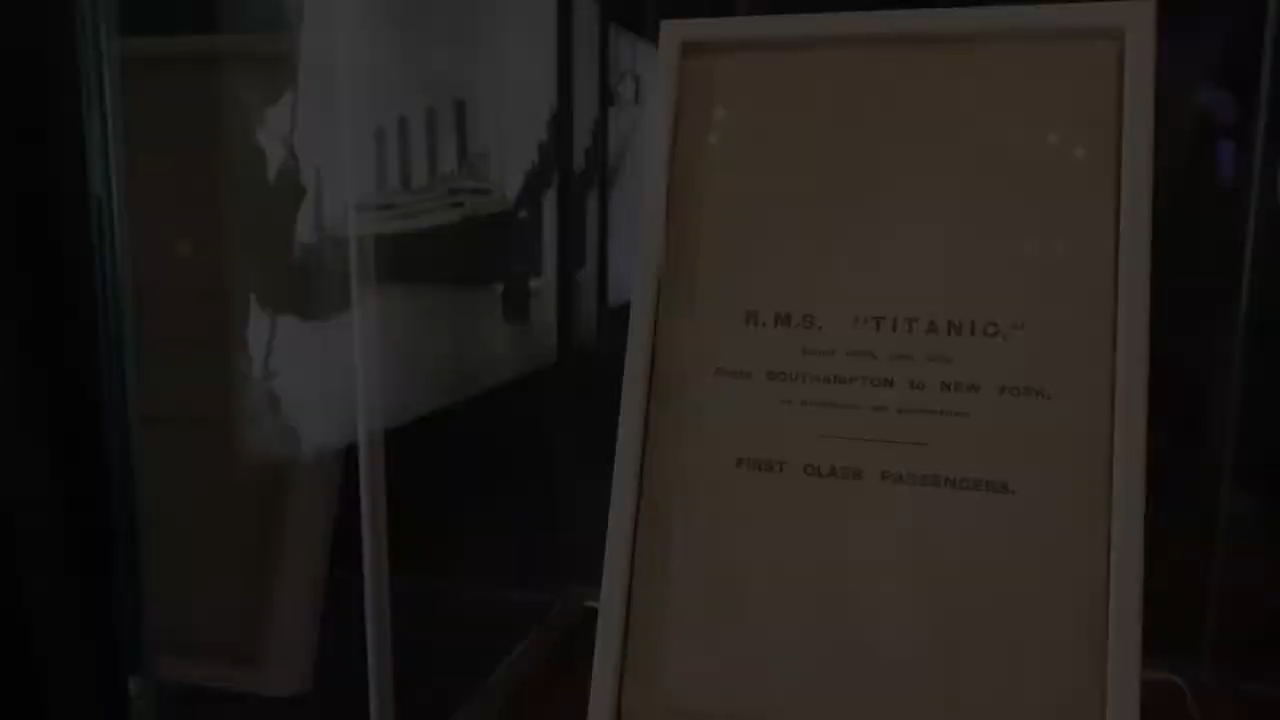 R.M.S. "TITANIC,"
From SOUTHAMPTON to NEW YORK.
FIRST CLASS PASSENGERS.